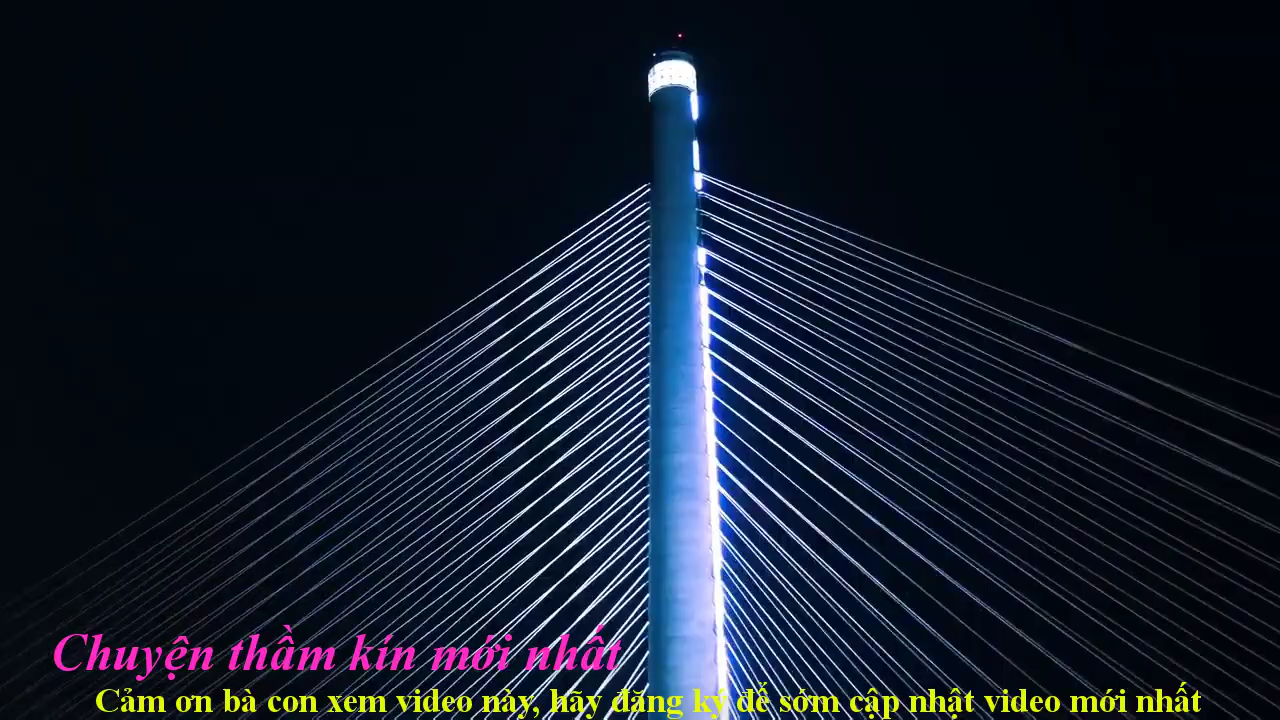 Chuyện thầm kín mới nhất
Cảm ơn bà con xem video này, hãy đăng ký để sớm cập nhật video mới nhất